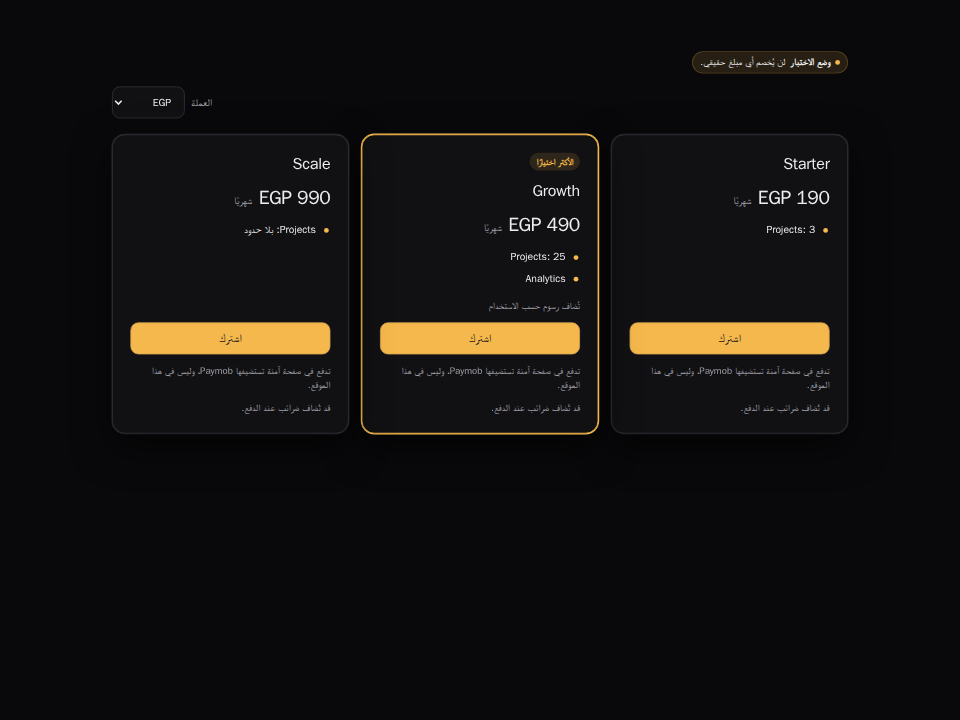 وضع الاختبار لن يُخصم أي مبلغ حقيقي.
العملة EGP
Starter
EGP 190 شهريًا
Projects: 3
اشترك
تدفع في صفحة آمنة تستضيفها Paymob، وليس في هذا
الموقع.
قد تُضاف ضرائب عند الدفع.
الأكثر اختيارًا
Growth
EGP 490 شهريًا
Projects: 25
Analytics
تُضاف رسوم حسب الاستخدام
اشترك
تدفع في صفحة آمنة تستضيفها Paymob، وليس في هذا
الموقع.
قد تُضاف ضرائب عند الدفع.
Scale
EGP 990 شهريًا
Projects: بلا حدود
اشترك
تدفع في صفحة آمنة تستضيفها Paymob، وليس في هذا
الموقع.
قد تُضاف ضرائب عند الدفع.